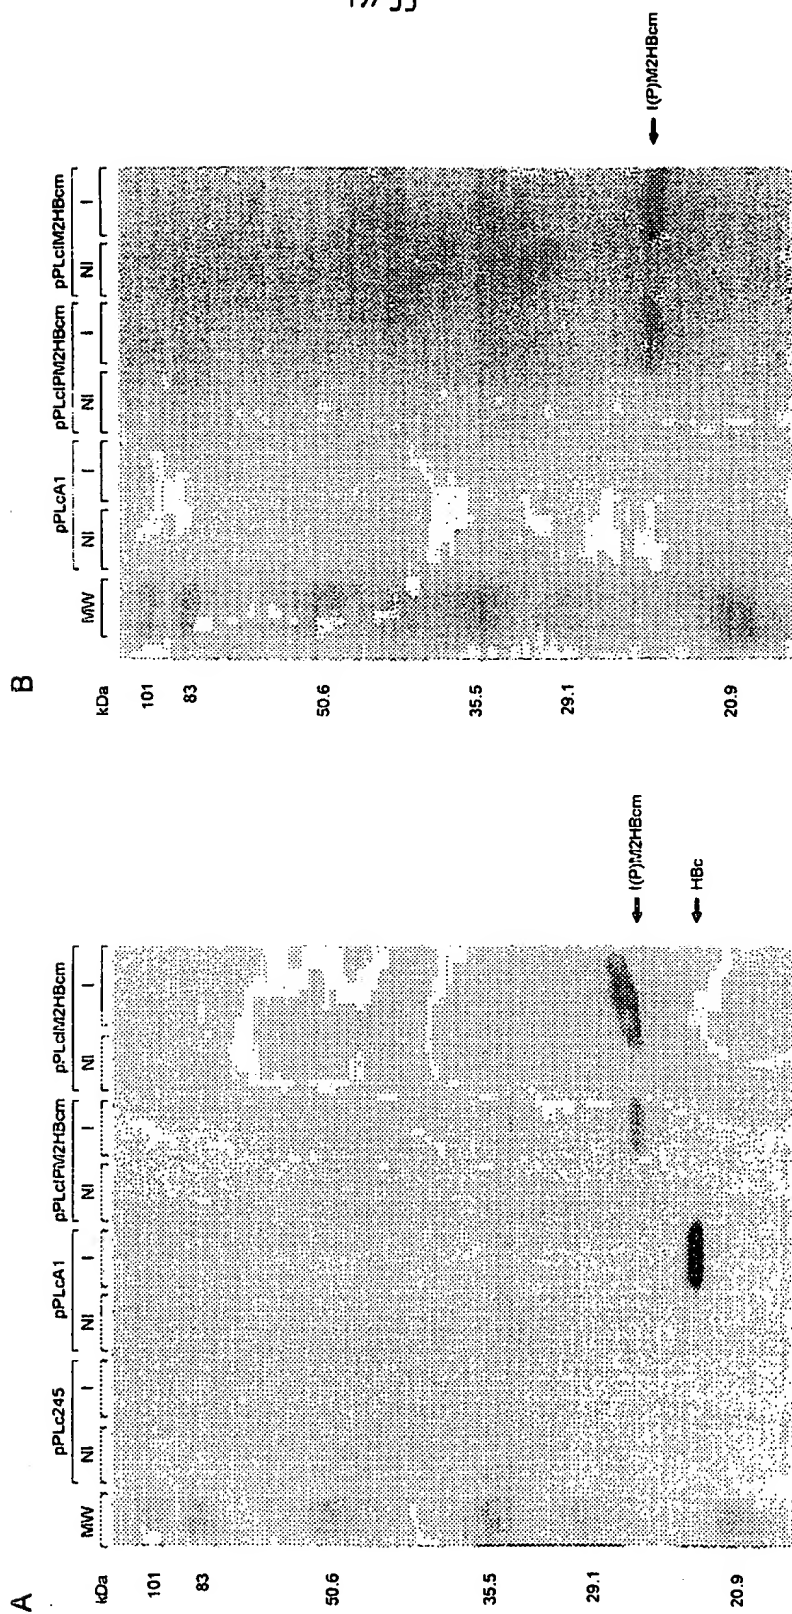 A
pPLc245 pPLcA1 pPLcIPM2HBcm pPLcIM2HBcm
kDa MW NI I NI I NI I NI I
101
83
50.6
35.5
29.1
I(P)M2HBcm
HBc
20.9
B
pPLcA1 pPLcIPM2HBcm pPLcIM2HBcm
kDa MW NI I NI I NI I
101
83
50.6
35.5
29.1
I(P)M2HBcm
20.9